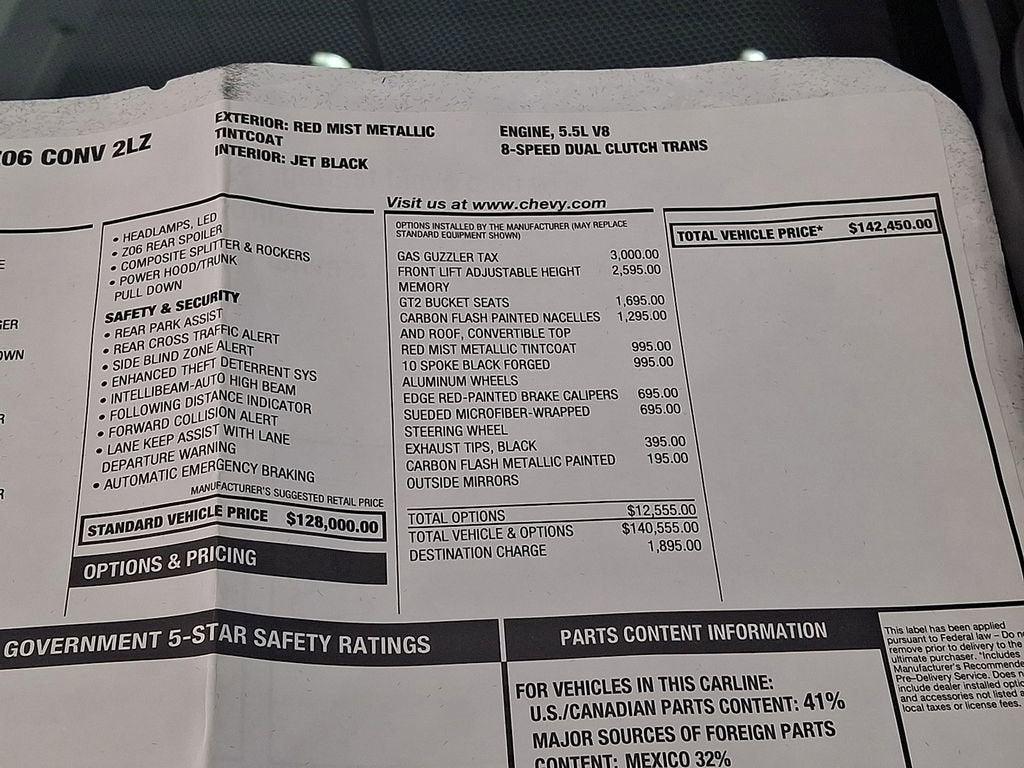 Z06 CONV 2LZ
EXTERIOR: RED MIST METALLIC
TINTCOAT
INTERIOR: JET BLACK
ENGINE, 5.5L V8
8-SPEED DUAL CLUTCH TRANS
• HEADLAMPS, LED
• Z06 REAR SPOILER
• COMPOSITE SPLITTER & ROCKERS
• POWER HOOD/TRUNK
PULL DOWN
SAFETY & SECURITY
• REAR PARK ASSIST
• REAR CROSS TRAFFIC ALERT
• SIDE BLIND ZONE ALERT
• ENHANCED THEFT DETERRENT SYS
• INTELLIBEAM-AUTO HIGH BEAM
• FOLLOWING DISTANCE INDICATOR
• FORWARD COLLISION ALERT
• LANE KEEP ASSIST WITH LANE
DEPARTURE WARNING
• AUTOMATIC EMERGENCY BRAKING
MANUFACTURER'S SUGGESTED RETAIL PRICE
STANDARD VEHICLE PRICE $128,000.00
OPTIONS & PRICING
Visit us at www.chevy.com
OPTIONS INSTALLED BY THE MANUFACTURER (MAY REPLACE
STANDARD EQUIPMENT SHOWN)
GAS GUZZLER TAX 3,000.00
FRONT LIFT ADJUSTABLE HEIGHT 2,595.00
MEMORY
GT2 BUCKET SEATS 1,695.00
CARBON FLASH PAINTED NACELLES 1,295.00
AND ROOF, CONVERTIBLE TOP
RED MIST METALLIC TINTCOAT 995.00
10 SPOKE BLACK FORGED 995.00
ALUMINUM WHEELS
EDGE RED-PAINTED BRAKE CALIPERS 695.00
SUEDED MICROFIBER-WRAPPED 695.00
STEERING WHEEL
EXHAUST TIPS, BLACK 395.00
CARBON FLASH METALLIC PAINTED 195.00
OUTSIDE MIRRORS
TOTAL OPTIONS $12,555.00
TOTAL VEHICLE & OPTIONS $140,555.00
DESTINATION CHARGE 1,895.00
TOTAL VEHICLE PRICE* $142,450.00
GOVERNMENT 5-STAR SAFETY RATINGS
PARTS CONTENT INFORMATION
FOR VEHICLES IN THIS CARLINE:
U.S./CANADIAN PARTS CONTENT: 41%
MAJOR SOURCES OF FOREIGN PARTS
CONTENT: MEXICO 32%
This label has been applied
pursuant to Federal law – Do
remove prior to delivery to the
ultimate purchaser. *Includes
Manufacturer's
Pre-Delivery Service. Does
include dealer installed
and accessories not listed
local taxes or license fees.